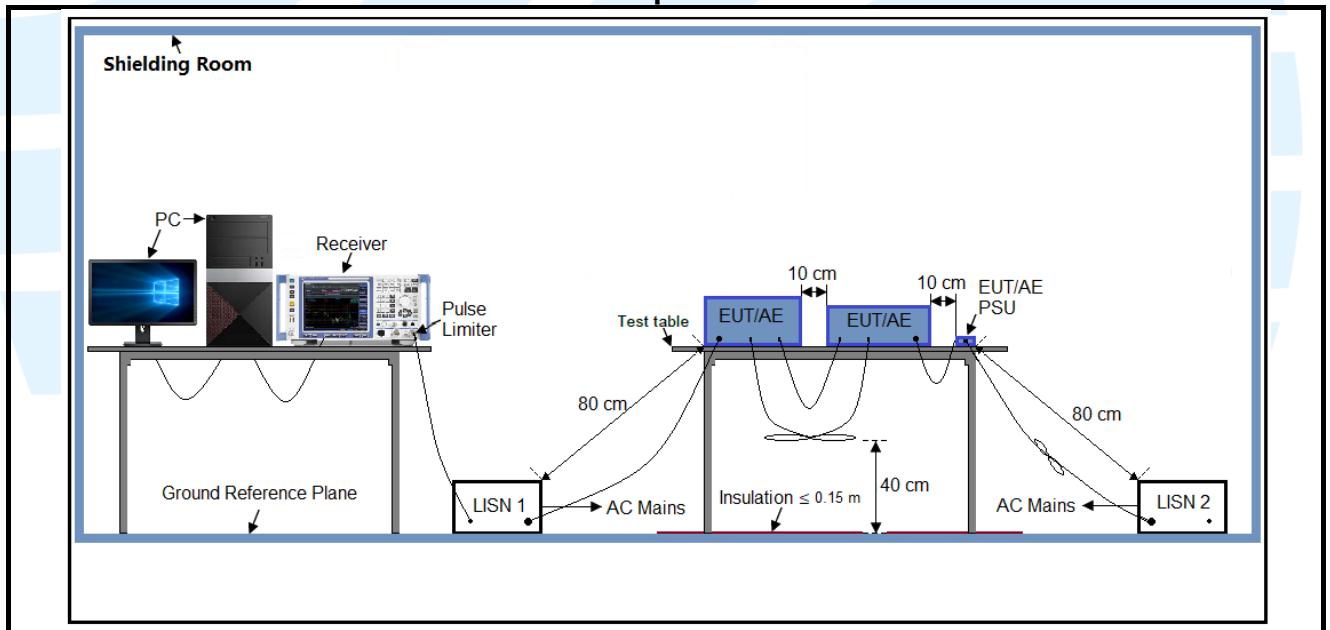 Shielding Room
PC
Receiver
Pulse
Limiter
10 cm
10 cm
EUT/AE
PSU
Test table
EUT/AE
EUT/AE
80 cm
80 cm
Ground Reference Plane
LISN 1
AC Mains
Insulation ≤ 0.15 m
40 cm
AC Mains
LISN 2